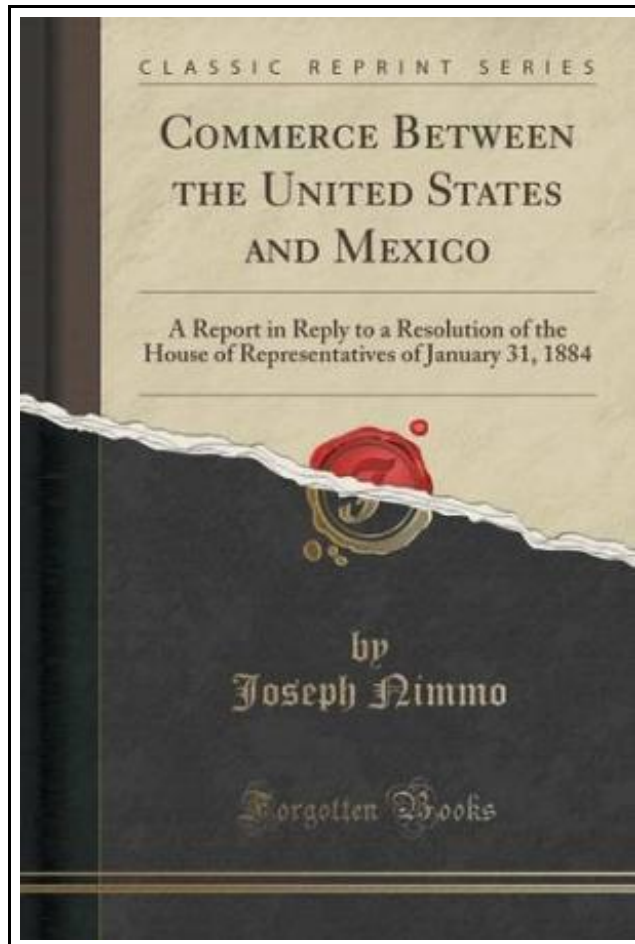 CLASSIC REPRINT SERIES
COMMERCE BETWEEN
THE UNITED STATES
AND MEXICO
A Report in Reply to a Resolution of the
House of Representatives of January 31, 1884
by
Joseph Nimmo
Forgotten Books